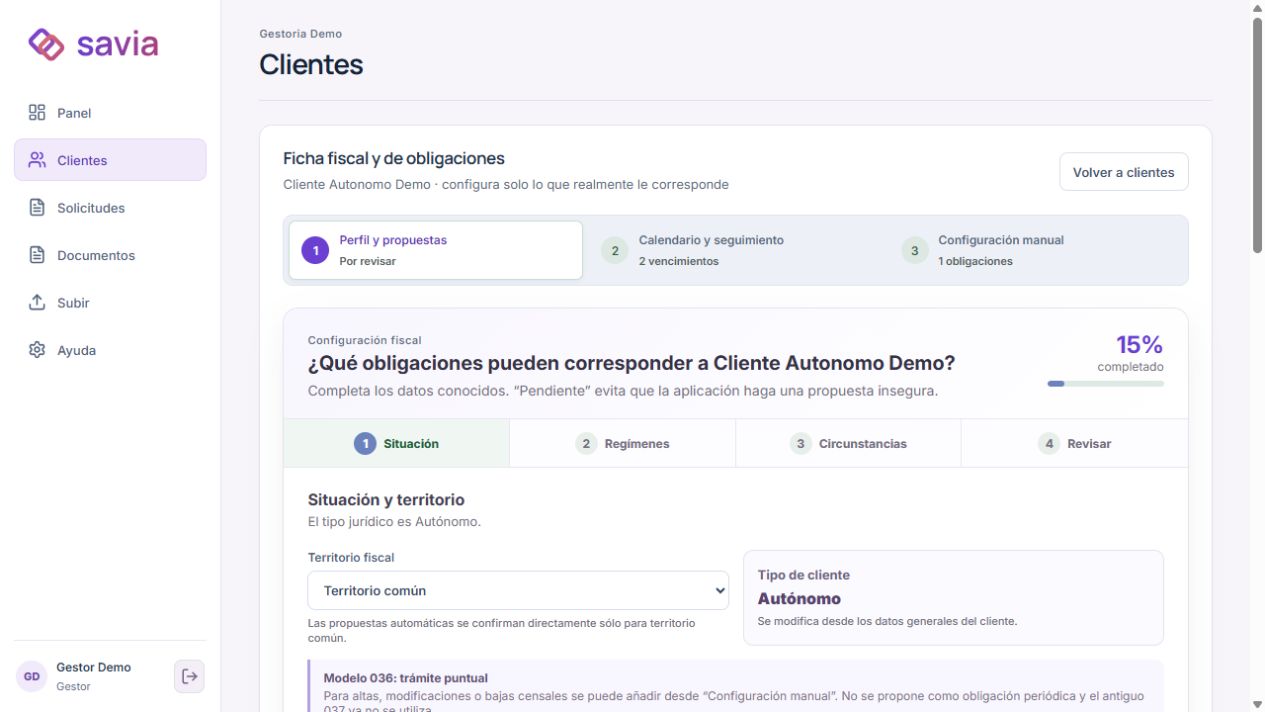 savia
Panel
Clientes
Solicitudes
Documentos
Subir
Ayuda
GD
Gestor Demo
Gestor
Gestoria Demo
Clientes
Ficha fiscal y de obligaciones
Cliente Autonomo Demo · configura solo lo que realmente le corresponde
Volver a clientes
1
Perfil y propuestas
Por revisar
2
Calendario y seguimiento
2 vencimientos
3
Configuración manual
1 obligaciones
Configuración fiscal
¿Qué obligaciones pueden corresponder a Cliente Autonomo Demo?
Completa los datos conocidos. “Pendiente” evita que la aplicación haga una propuesta insegura.
15%
completado
1 Situación
2 Regímenes
3 Circunstancias
4 Revisar
Situación y territorio
El tipo jurídico es Autónomo.
Territorio fiscal
Territorio común
Las propuestas automáticas se confirman directamente sólo para territorio
común.
Tipo de cliente
Autónomo
Se modifica desde los datos generales del cliente.
Modelo 036: trámite puntual
Para altas, modificaciones o bajas censales se puede añadir desde “Configuración manual”. No se propone como obligación periódica y el antiguo
037 ya no se utiliza.